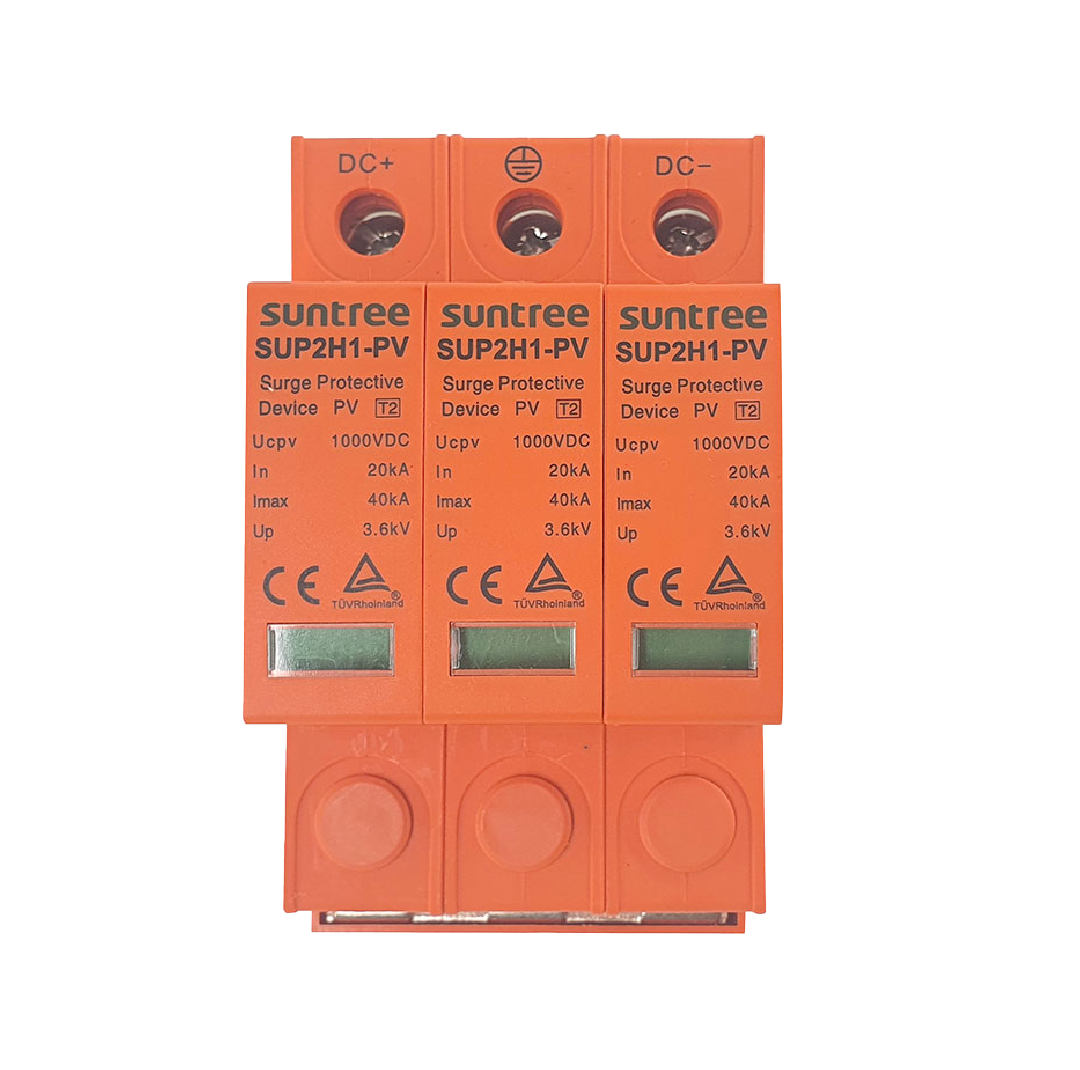 DC+
DC-
suntree
SUP2H1-PV
Surge Protective
Device PV T2
Ucpv 1000VDC
In 20kA
Imax 40kA
Up 3.6kV
CE
TÜVRheinland®
suntree
SUP2H1-PV
Surge Protective
Device PV T2
Ucpv 1000VDC
In 20kA
Imax 40kA
Up 3.6kV
CE
TÜVRheinland®
suntree
SUP2H1-PV
Surge Protective
Device PV T2
Ucpv 1000VDC
In 20kA
Imax 40kA
Up 3.6kV
CE
TÜVRheinland®